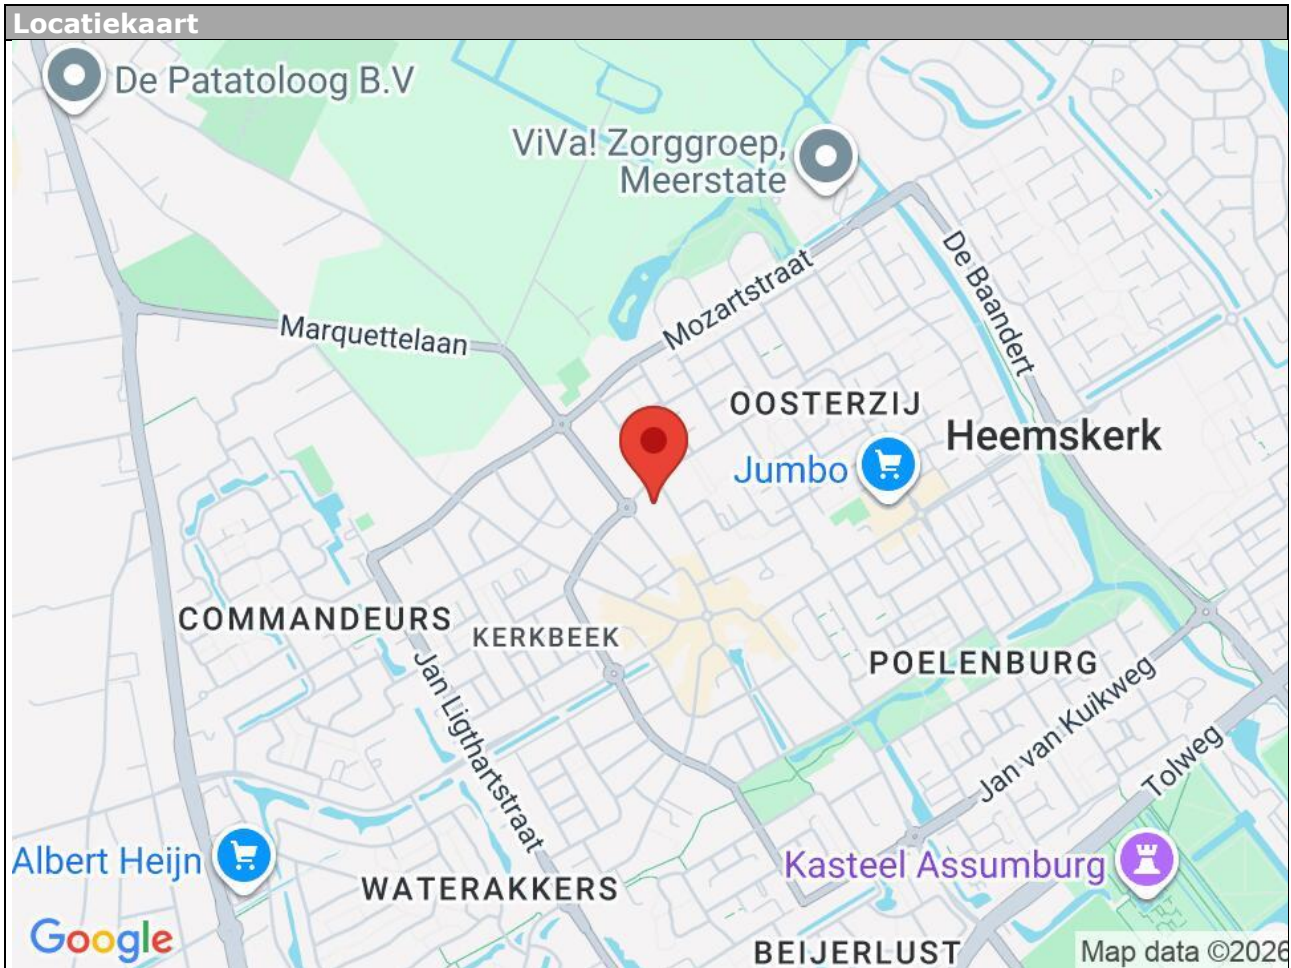 Locatiekaart
De Patatoloog B.V
ViVa! Zorggroep,
Meerstate
De Baandert
Mozartstraat
Marquettelaan
OOSTERZIJ
Heemskerk
Jumbo
COMMANDEURS
KERKBEEK
POELENBURG
Jan Ligthartstraat
Jan van Kuikweg
Tolweg
Albert Heijn
Kasteel Assumburg
WATERAKKERS
Google
BEIJERLUST
Map data ©2026